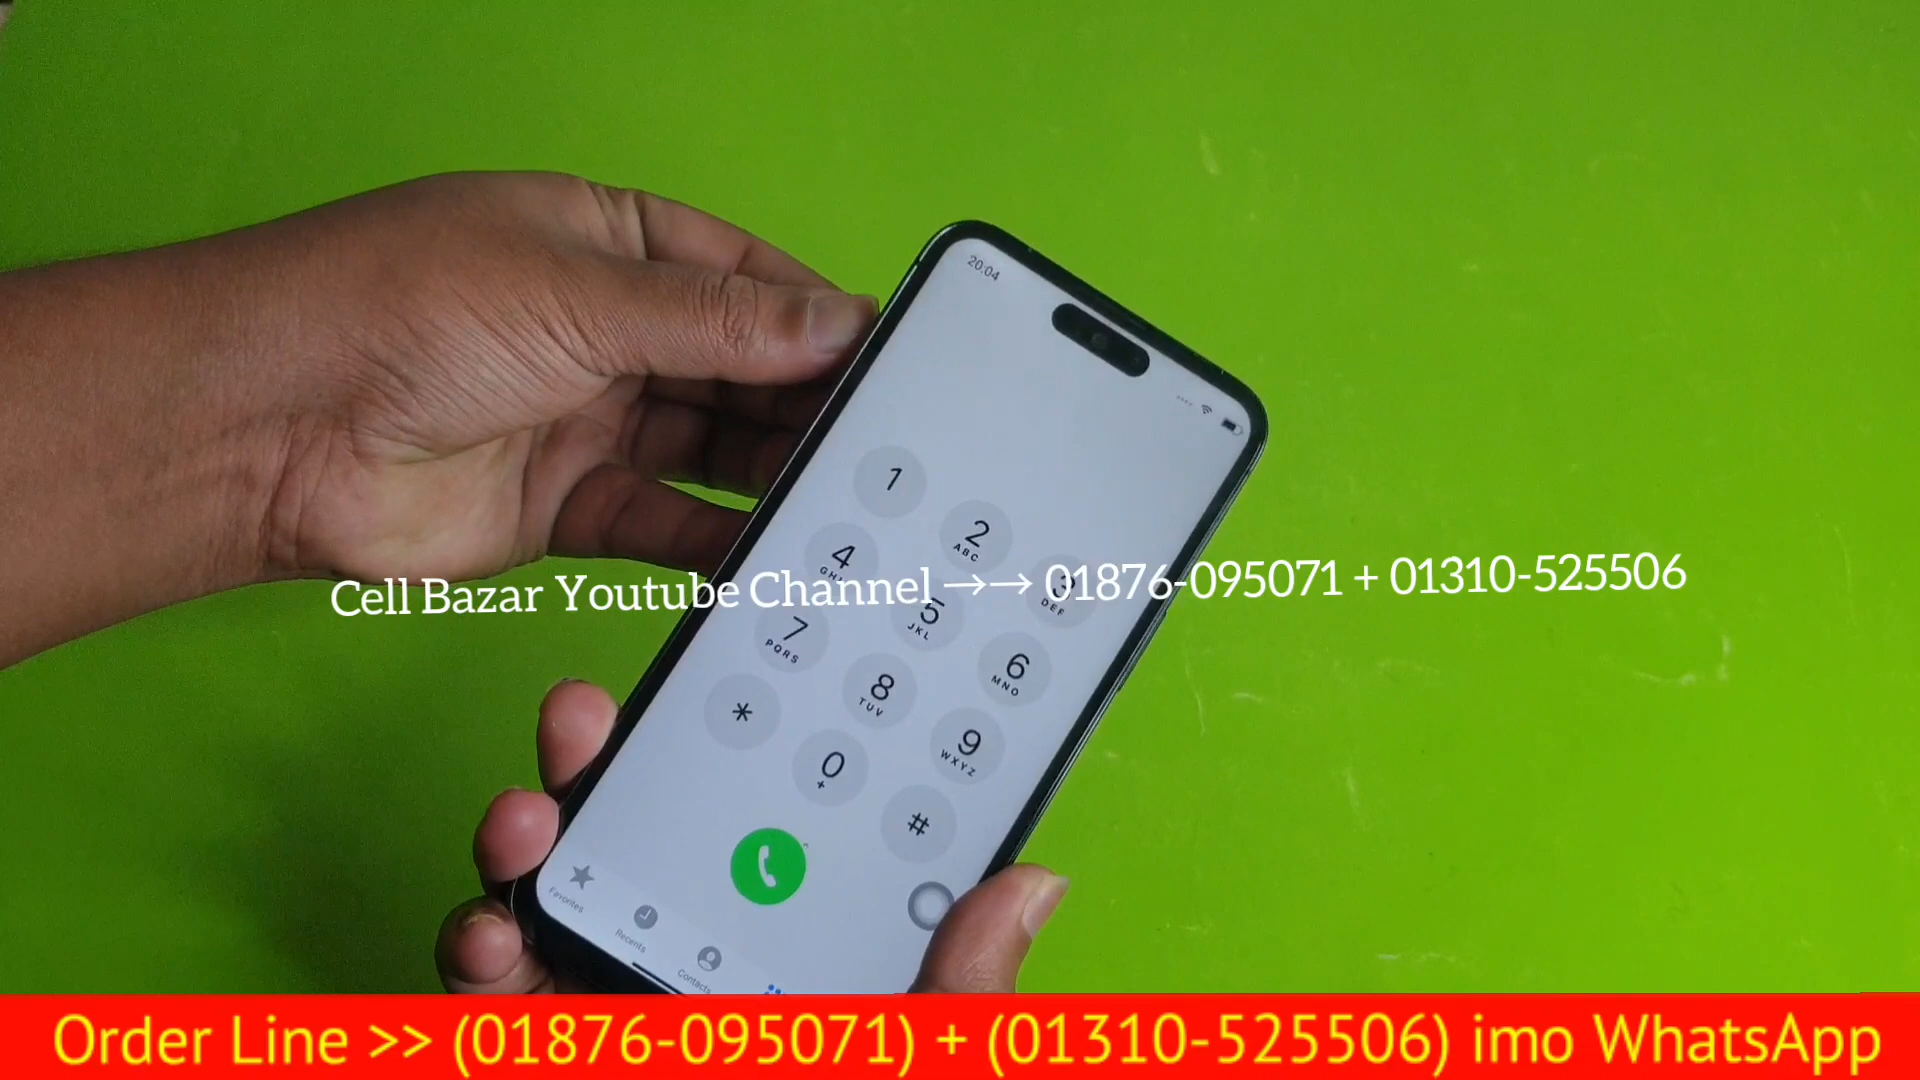 20.04
1
2
ABC
3
DEF
4
5
JKL
6
MNO
7
PQRS
8
TUV
9
WXYZ
*
0
+
#
Favorites
Recents
Contacts
Cell Bazar Youtube Channel →→ 01876-095071 + 01310-525506
Order Line >> (01876-095071) + (01310-525506) imo WhatsApp